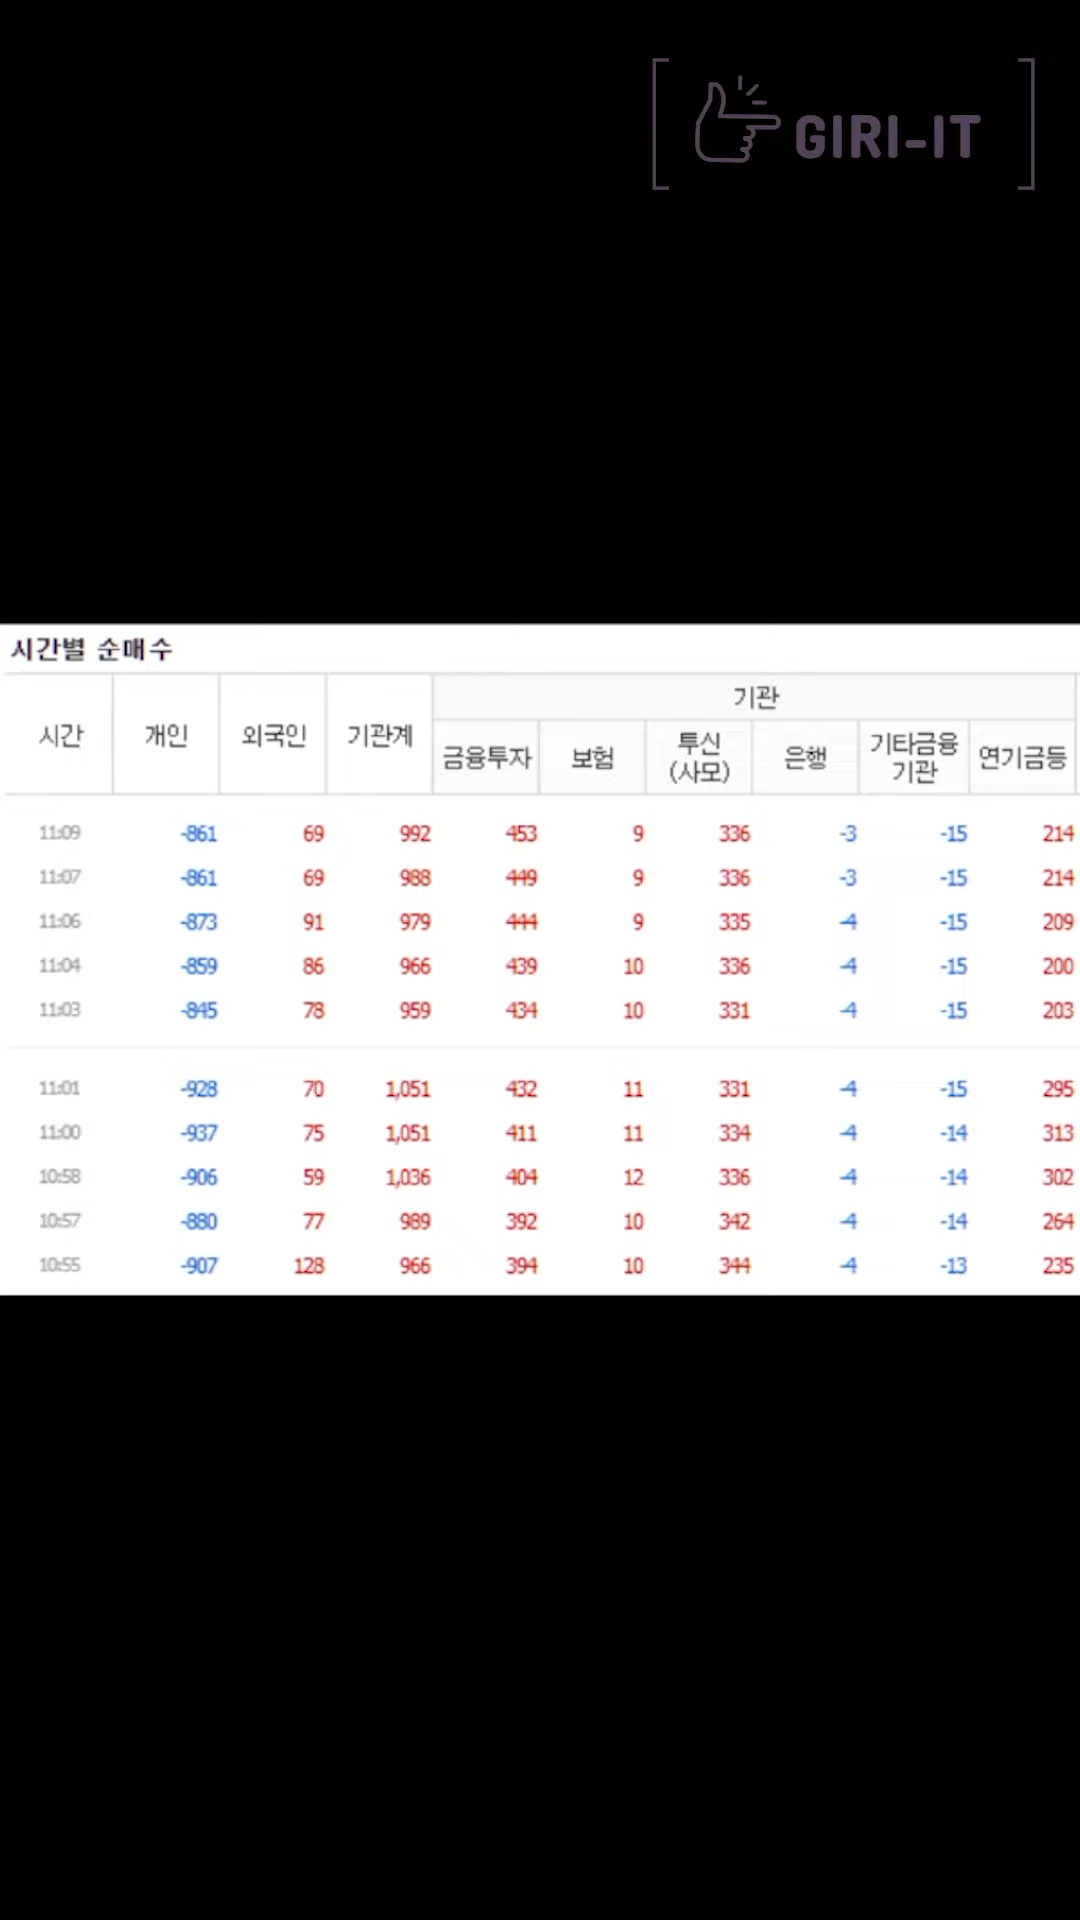 GIRI-IT
시간별 순매수
시간 개인 외국인 기관계 기관
금융투자 보험 투신(사모) 은행 기타금융기관 연기금등
11:09 -861 69 992 453 9 336 -3 -15 214
11:07 -861 69 988 449 9 336 -3 -15 214
11:06 -873 91 979 444 9 335 -4 -15 209
11:04 -859 86 966 439 10 336 -4 -15 200
11:03 -845 78 959 434 10 331 -4 -15 203
11:01 -928 70 1,051 432 11 331 -4 -15 295
11:00 -937 75 1,051 411 11 334 -4 -14 313
10:58 -906 59 1,036 404 12 336 -4 -14 302
10:57 -880 77 989 392 10 342 -4 -14 264
10:55 -907 128 966 394 10 344 -4 -13 235